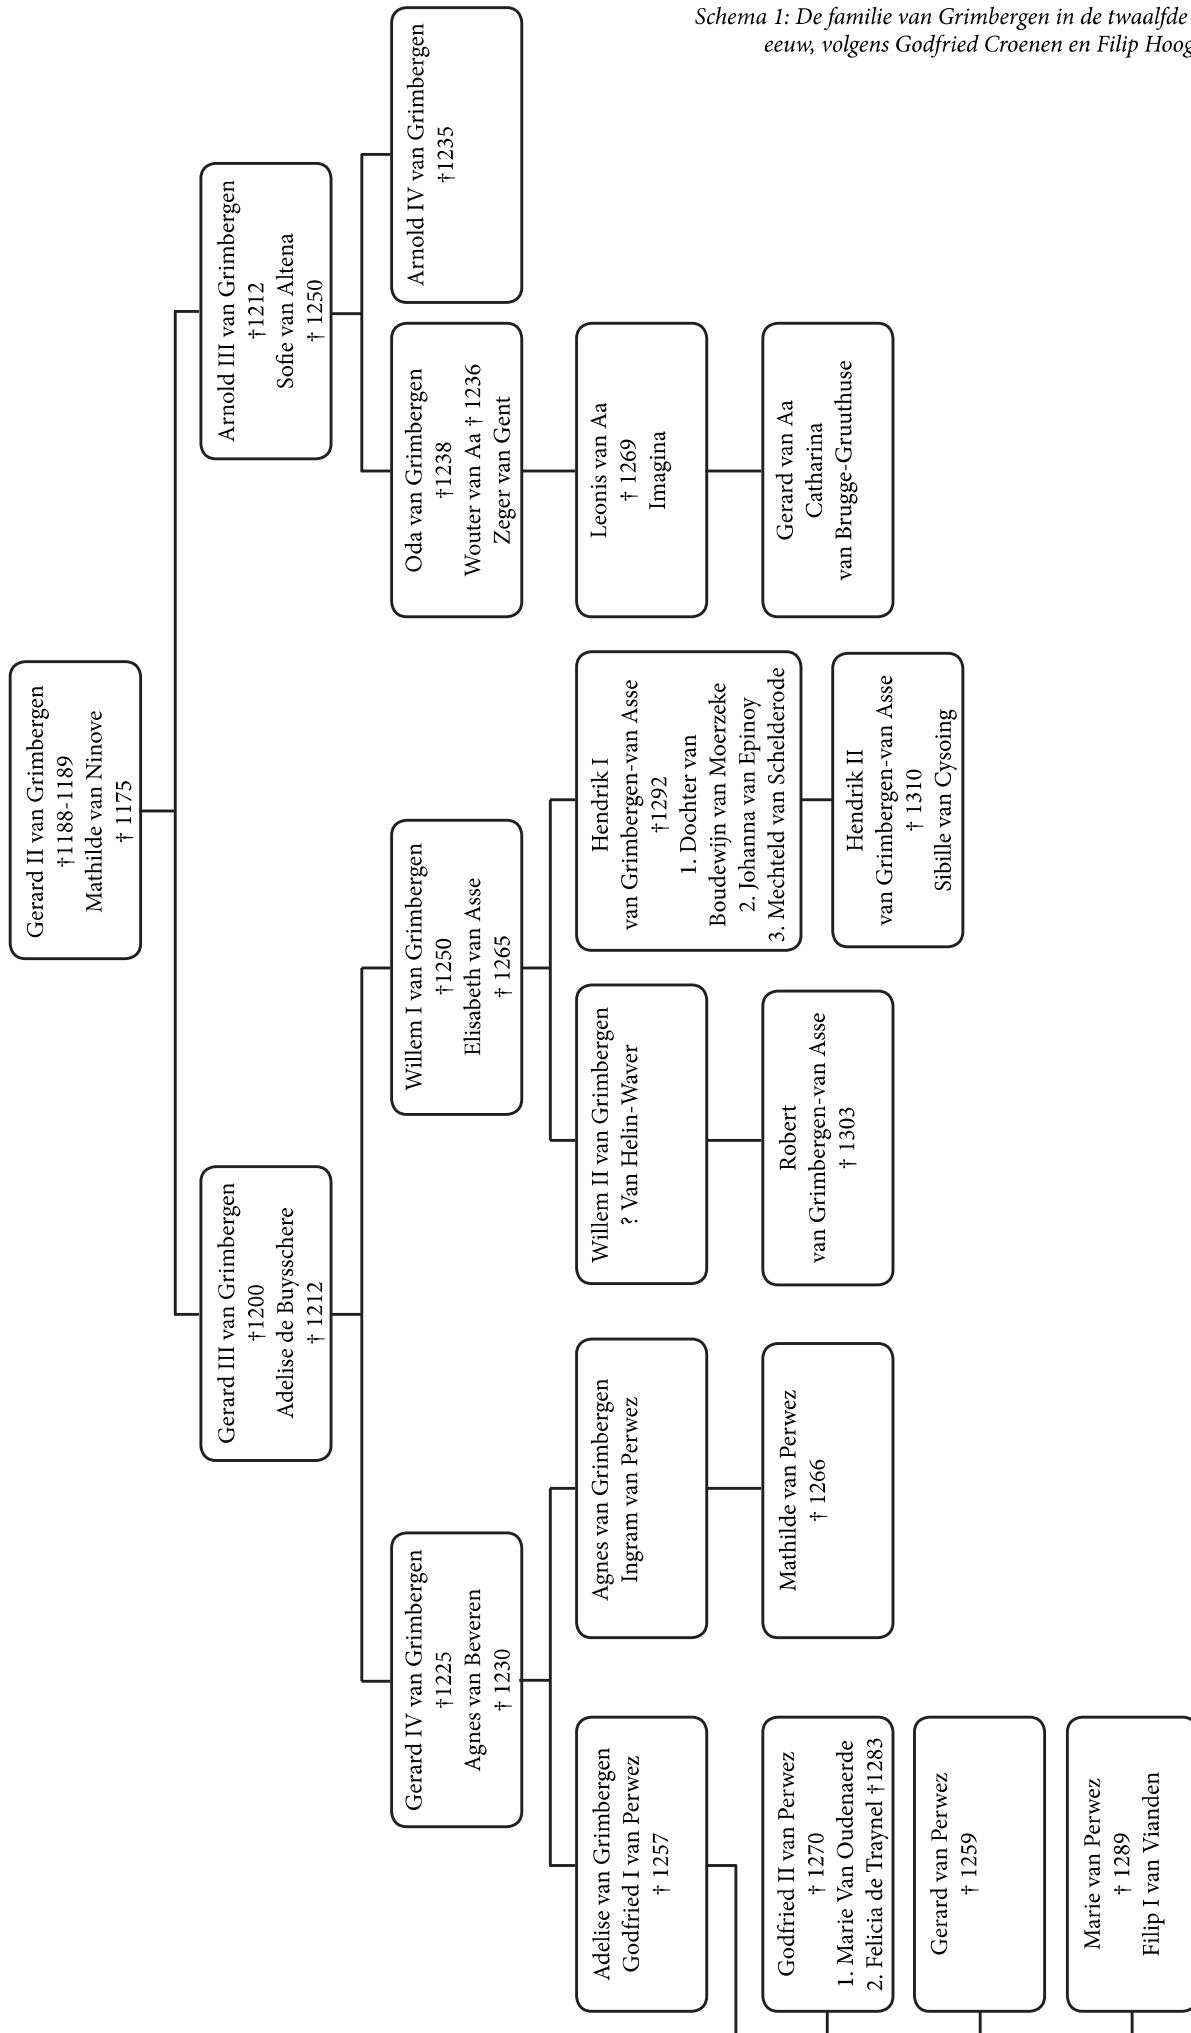 Schema 1: De familie van Grimbergen in de twaalfde
eeuw, volgens Godfried Croenen en Filip Hoog
Gerard II van Grimbergen
†1188-1189
Mathilde van Ninove
† 1175
Gerard III van Grimbergen
†1200
Adelise de Buysschere
† 1212
Arnold III van Grimbergen
†1212
Sofie van Altena
† 1250
Gerard IV van Grimbergen
†1225
Agnes van Beveren
† 1230
Willem I van Grimbergen
†1250
Elisabeth van Asse
† 1265
Oda van Grimbergen
†1238
Wouter van Aa † 1236
Zeger van Gent
Arnold IV van Grimbergen
†1235
Adelise van Grimbergen
Godfried I van Perwez
† 1257
Agnes van Grimbergen
Ingram van Perwez
Willem II van Grimbergen
? Van Helin-Waver
Hendrik I
van Grimbergen-van Asse
†1292
1. Dochter van
Boudewijn van Moerzeke
2. Johanna van Epinoy
3. Mechteld van Schelderode
Leonis van Aa
† 1269
Imagina
Godfried II van Perwez
† 1270
1. Marie Van Oudenaerde
2. Felicia de Traynel †1283
Mathilde van Perwez
† 1266
Robert
van Grimbergen-van Asse
† 1303
Hendrik II
van Grimbergen-van Asse
† 1310
Sibille van Cysoing
Gerard van Aa
Catharina
van Brugge-Gruuthuse
Gerard van Perwez
† 1259
Marie van Perwez
† 1289
Filip I van Vianden